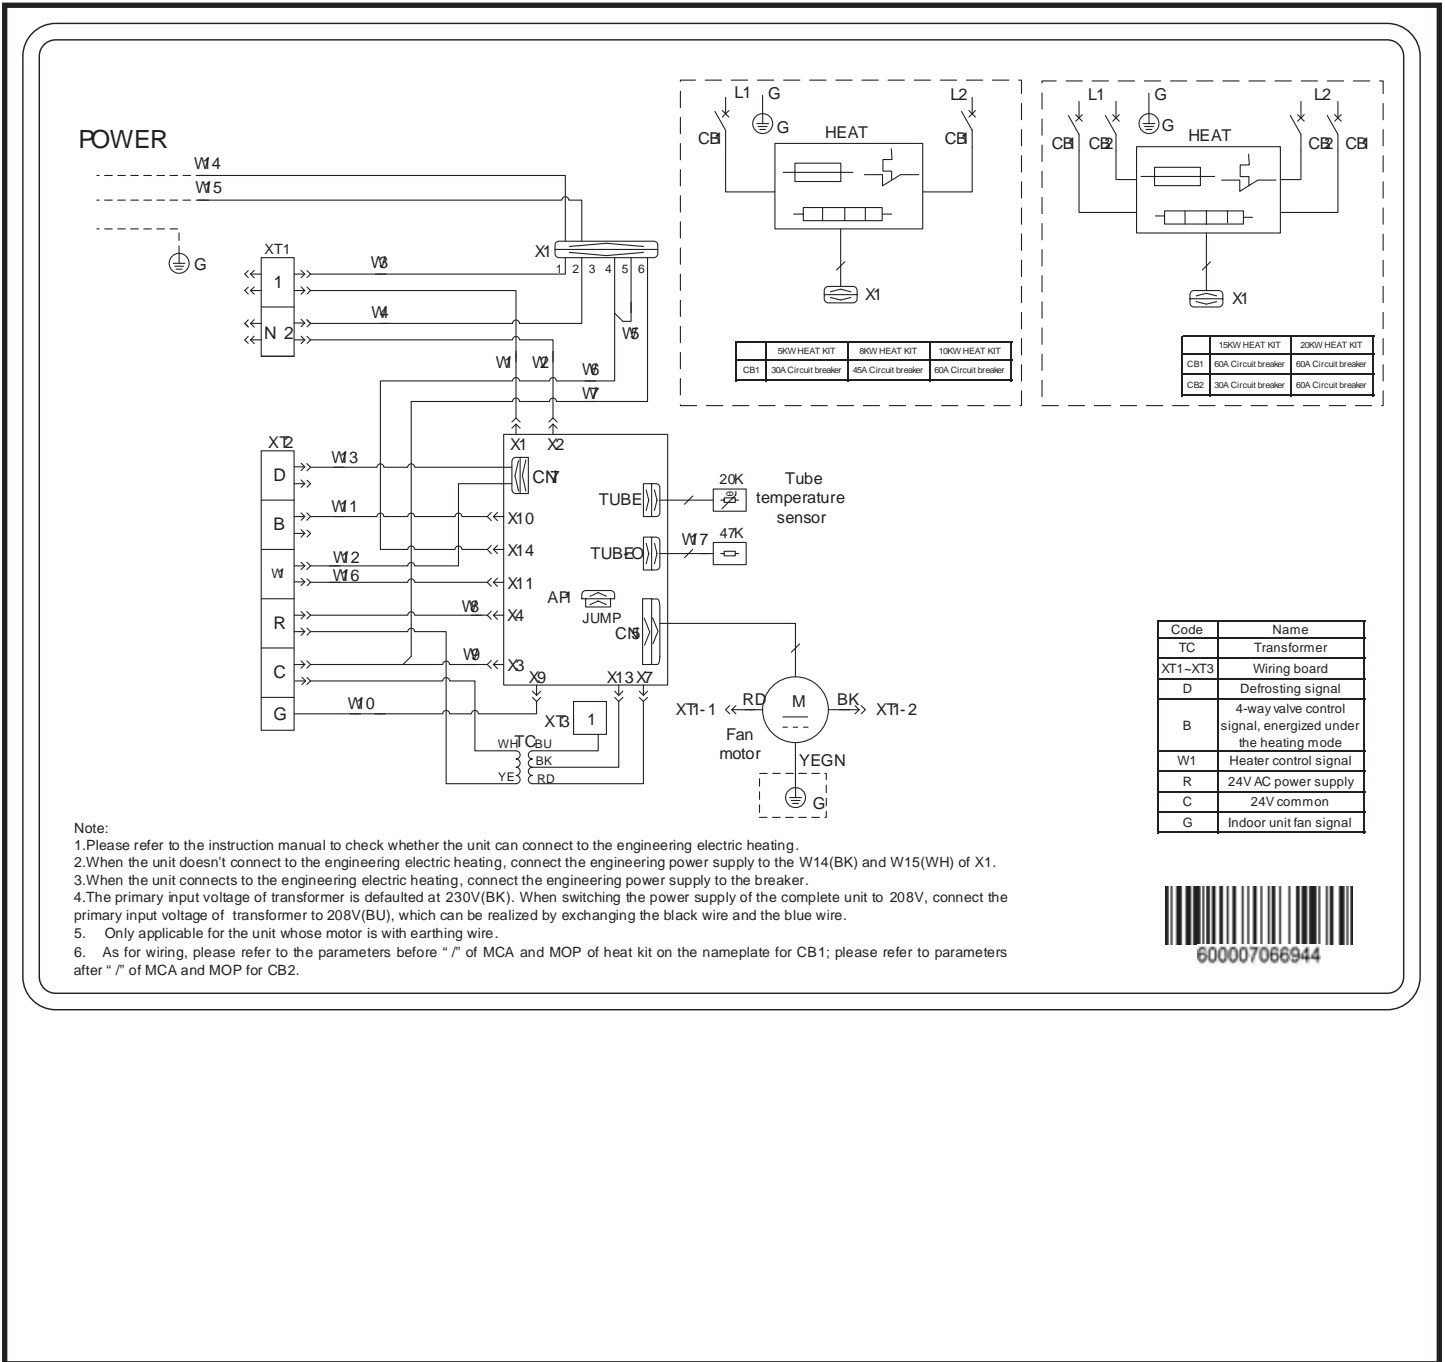 POWER
W14
W15
G
XT1
1
N 2
W3
W4
X1
1 2 3 4 5 6
W5
W1 W2 W6
W7
L1 G L2
G
CB1 HEAT CB1
X1
5KW HEAT KIT 8KW HEAT KIT 10KW HEAT KIT
CB1 30A Circuit breaker 45A Circuit breaker 60A Circuit breaker
L1 G L2
G
CB1 CB2 HEAT CB2 CB1
X1
15KW HEAT KIT 20KW HEAT KIT
CB1 60A Circuit breaker 60A Circuit breaker
CB2 30A Circuit breaker 60A Circuit breaker
XT2
D
B
W1
R
C
G
W13
W11
W12
W16
W8
W9
W10
X1 X2
CN7
X10
X14
X11
X4
X3
X9 X13 X7
TUBE
TUBE-O
AP1
JUMP
CN5
20K
Tube
temperature
sensor
W17 47K
XT3 1
TC
WH BU
BK
YE RD
XT1-1 RD M BK XT1-2
Fan
motor
YEGN
G
Code Name
TC Transformer
XT1~XT3 Wiring board
D Defrosting signal
B 4-way valve control
signal, energized under
the heating mode
W1 Heater control signal
R 24V AC power supply
C 24V common
G Indoor unit fan signal
Note:
1.Please refer to the instruction manual to check whether the unit can connect to the engineering electric heating.
2.When the unit doesn't connect to the engineering electric heating, connect the engineering power supply to the W14(BK) and W15(WH) of X1.
3.When the unit connects to the engineering electric heating, connect the engineering power supply to the breaker.
4.The primary input voltage of transformer is defaulted at 230V(BK). When switching the power supply of the complete unit to 208V, connect the
primary input voltage of transformer to 208V(BU), which can be realized by exchanging the black wire and the blue wire.
5. Only applicable for the unit whose motor is with earthing wire.
6. As for wiring, please refer to the parameters before “ /” of MCA and MOP of heat kit on the nameplate for CB1; please refer to parameters
after “ /” of MCA and MOP for CB2.
600007066944